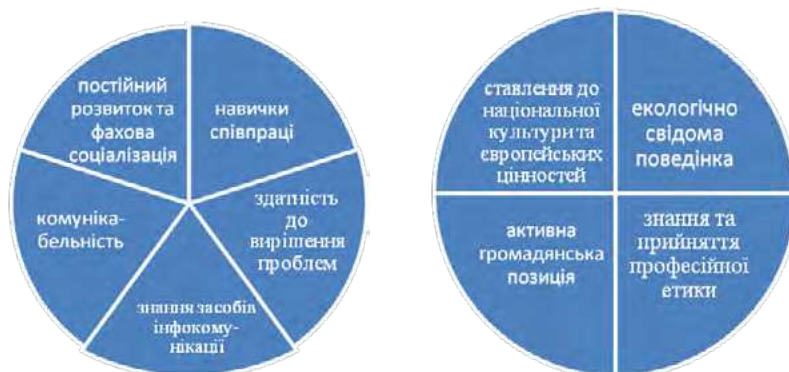 постійний
розвиток та
фахова
соціалізація
навички
співпраці
здатність
до
вирішення
проблем
знання засобів
інфокому-
нікації
комуніка-
бельність
ставлення до
національної
культури та
європейських
цінностей
екологічно
свідома
поведінка
активна
громадянська
позиція
знання та
прийняття
професійної
етики